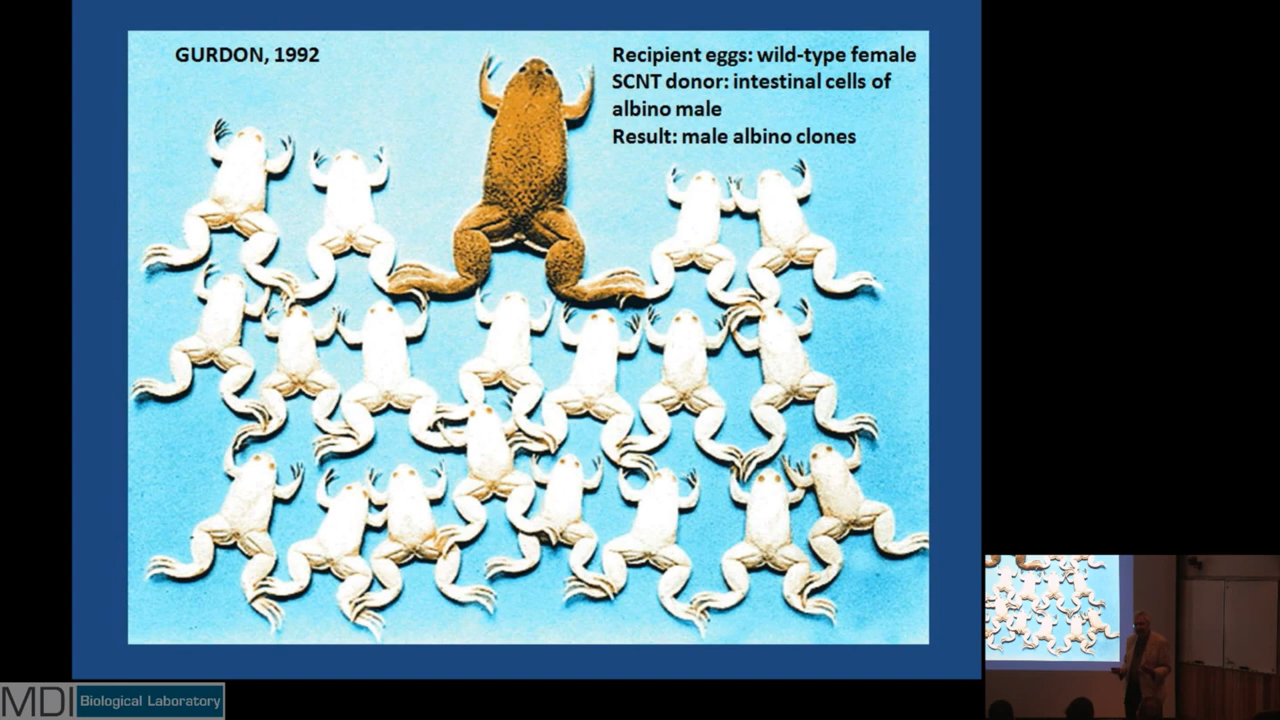 GURDON, 1992
Recipient eggs: wild-type female
SCNT donor: intestinal cells of
albino male
Result: male albino clones
MDI Biological Laboratory